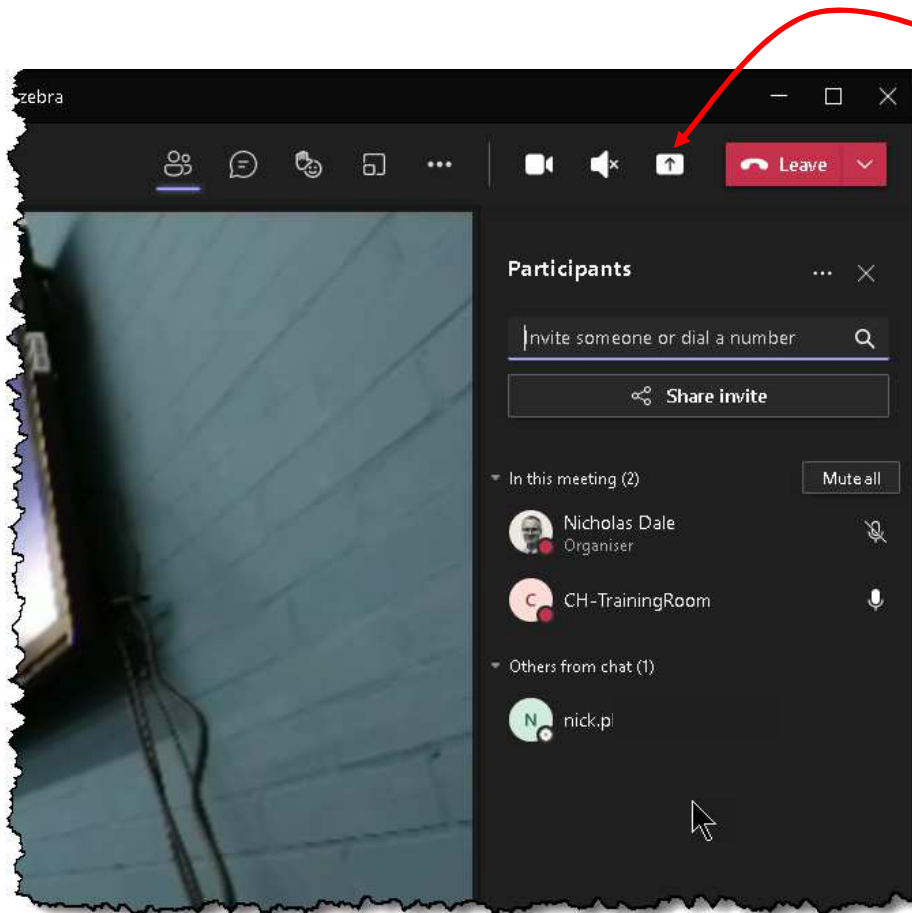 zebra
Leave
Participants
Invite someone or dial a number
Share invite
In this meeting (2)
Mute all
Nicholas Dale
Organiser
C
CH-TrainingRoom
Others from chat (1)
N
nick.p